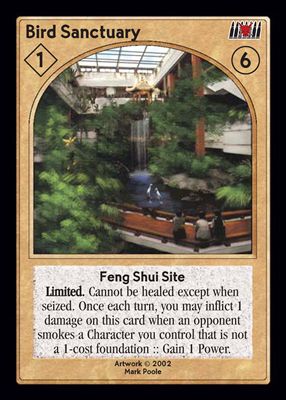 Bird Sanctuary
1
6
Feng Shui Site
Limited. Cannot be healed except when
seized. Once each turn, you may inflict 1
damage on this card when an opponent
smokes a Character you control that is not
a 1-cost foundation :: Gain 1 Power.
Artwork © 2002
Mark Poole